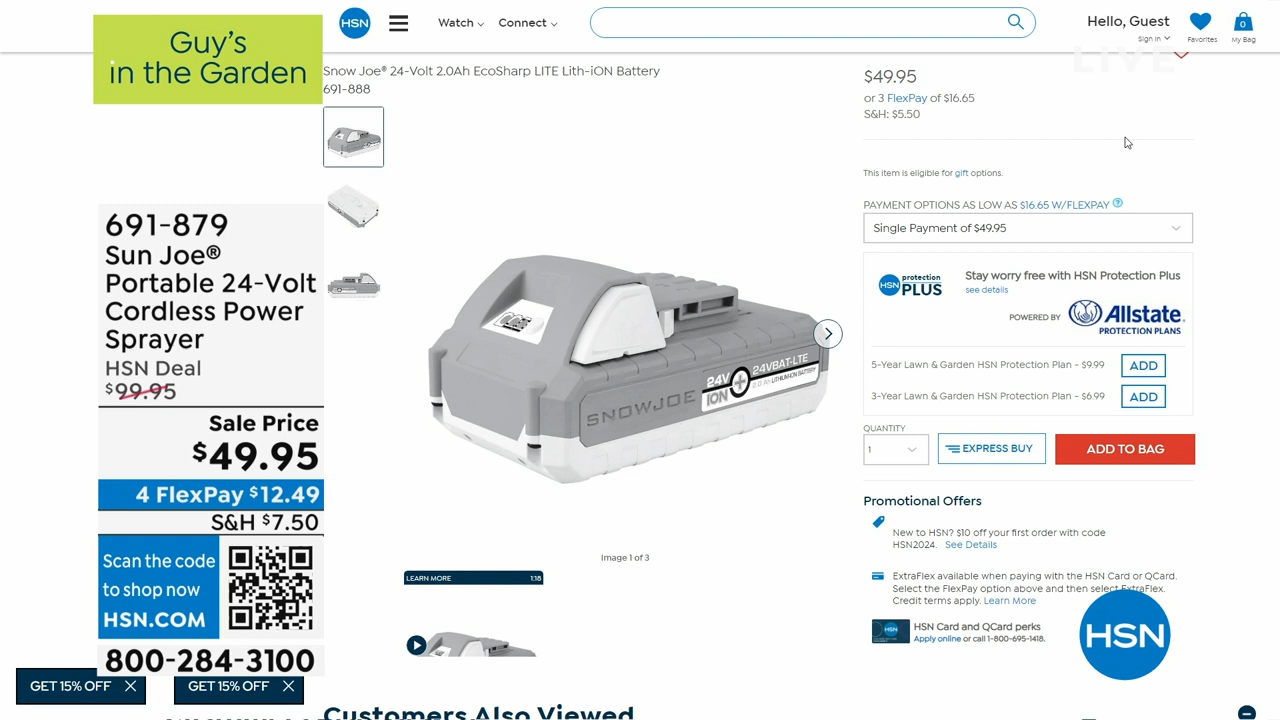 HSN
Watch
Connect
Hello, Guest
Sign in
Favorites
0
My Bag
LIVE
Guy's
in the Garden
Snow Joe® 24-Volt 2.0Ah EcoSharp LITE Lith-iON Battery
691-888
$49.95
or 3 FlexPay of $16.65
S&H: $5.50
This item is eligible for gift options.
PAYMENT OPTIONS AS LOW AS $16.65 W/FLEXPAY ?
Single Payment of $49.95
HSN protection PLUS
Stay worry free with HSN Protection Plus
see details
POWERED BY Allstate
PROTECTION PLANS
5-Year Lawn & Garden HSN Protection Plan - $9.99 ADD
3-Year Lawn & Garden HSN Protection Plan - $6.99 ADD
QUANTITY
1
EXPRESS BUY
ADD TO BAG
Promotional Offers
New to HSN? $10 off your first order with code
HSN2024. See Details
ExtraFlex available when paying with the HSN Card or QCard.
Select the FlexPay option above and then select ExtraFlex.
Credit terms apply. Learn More
HSN Card and QCard perks
Apply online or call 1-800-695-1418.
HSN
691-879
Sun Joe®
Portable 24-Volt
Cordless Power
Sprayer
HSN Deal
$99.95
Sale Price
$49.95
4 FlexPay $12.49
S&H $7.50
Scan the code
to shop now
HSN.COM
800-284-3100
GET 15% OFF
GET 15% OFF
SNOWJOE
24V
ION+
24VBAT-LTE
2.0 Ah LITHIUM-ION BATTERY
Image 1 of 3
LEARN MORE 1:18
Customers Also Viewed